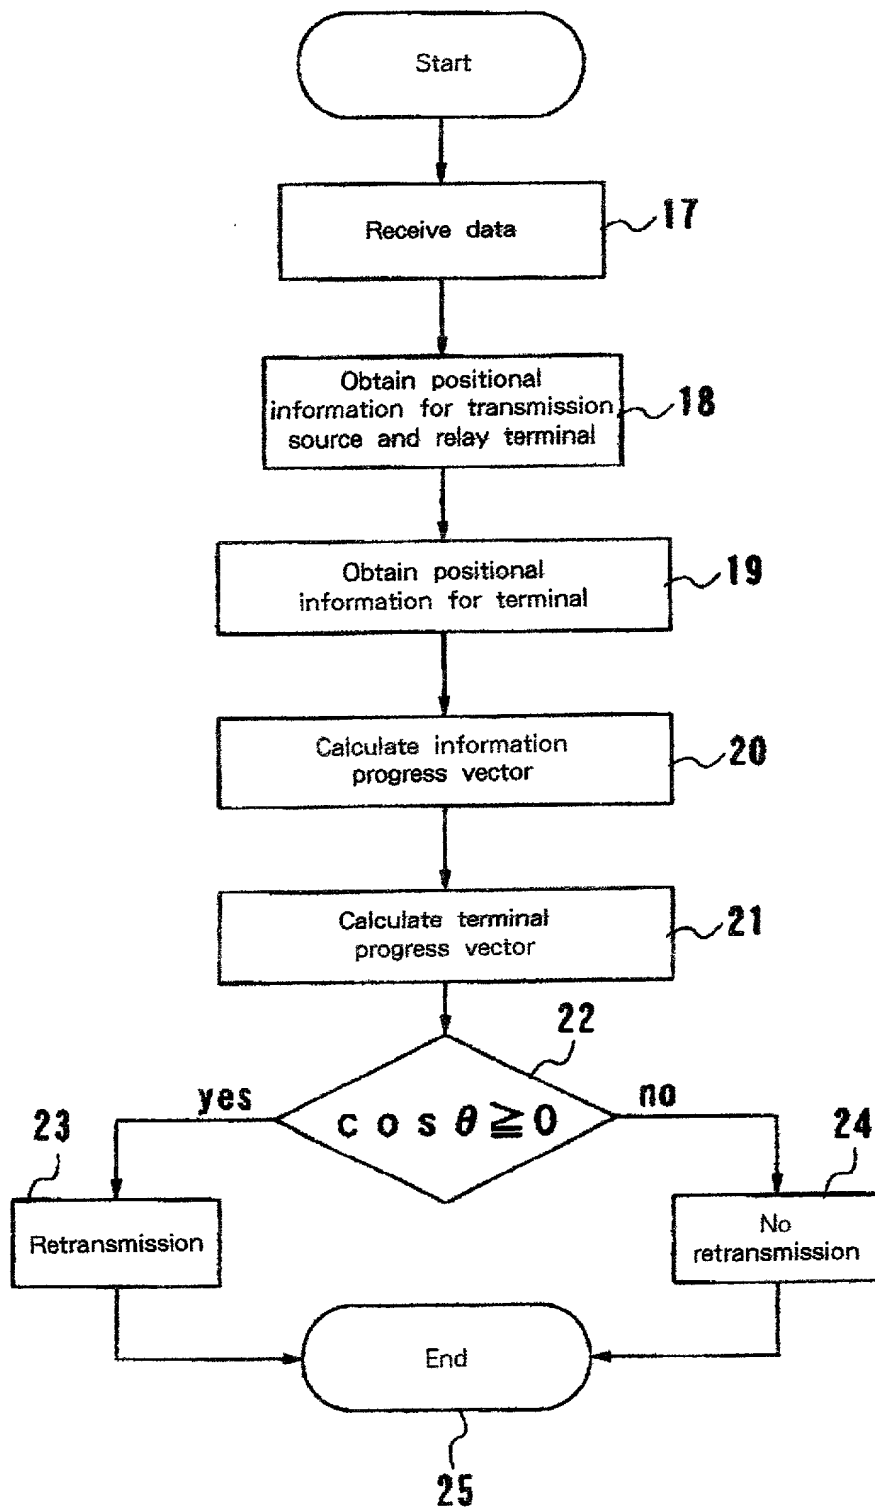 Start
Receive data
17
Obtain positional
information for transmission
source and relay terminal
18
Obtain positional
information for terminal
19
Calculate information
progress vector
20
Calculate terminal
progress vector
21
22
cosθ≧0
yes
no
23
24
Retransmission
No
retransmission
End
25